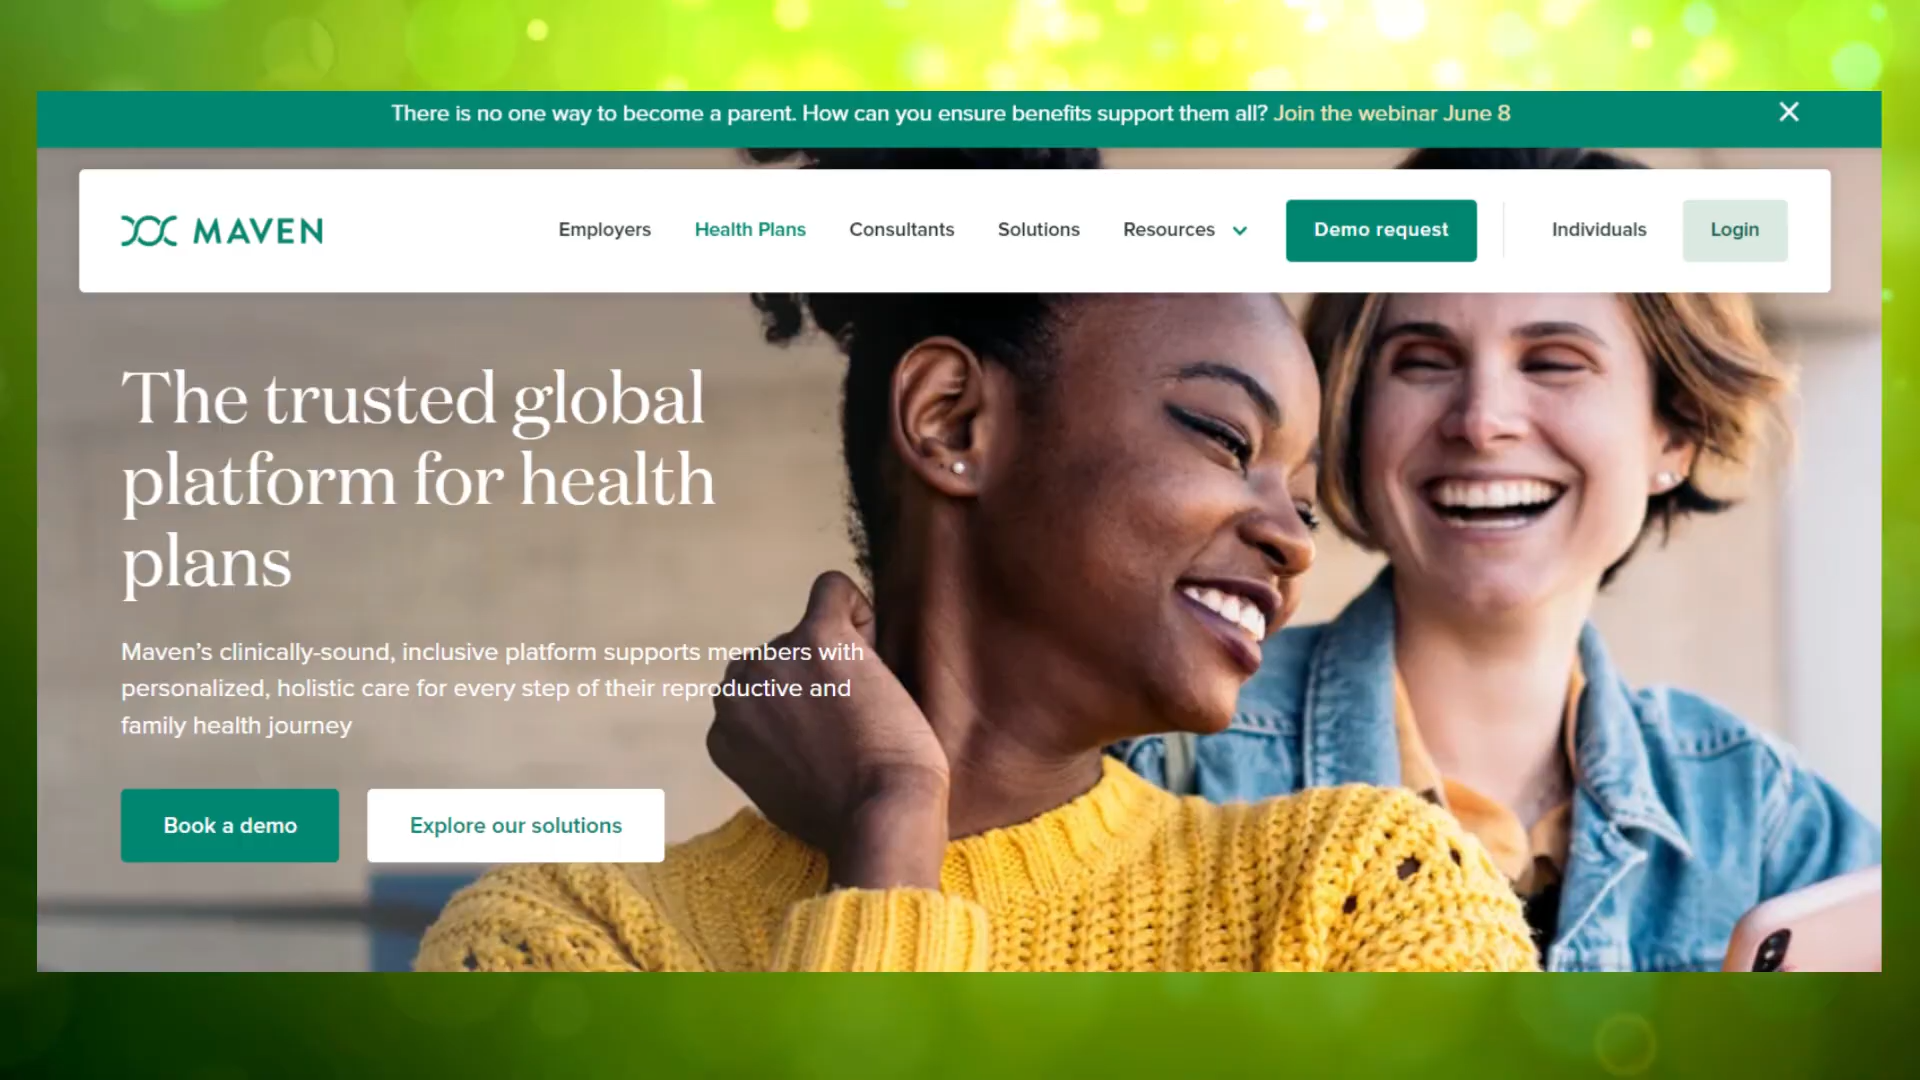 There is no one way to become a parent. How can you ensure benefits support them all? Join the webinar June 8
MAVEN
Employers
Health Plans
Consultants
Solutions
Resources
Demo request
Individuals
Login
The trusted global
platform for health
plans
Maven’s clinically-sound, inclusive platform supports members with
personalized, holistic care for every step of their reproductive and
family health journey
Book a demo
Explore our solutions